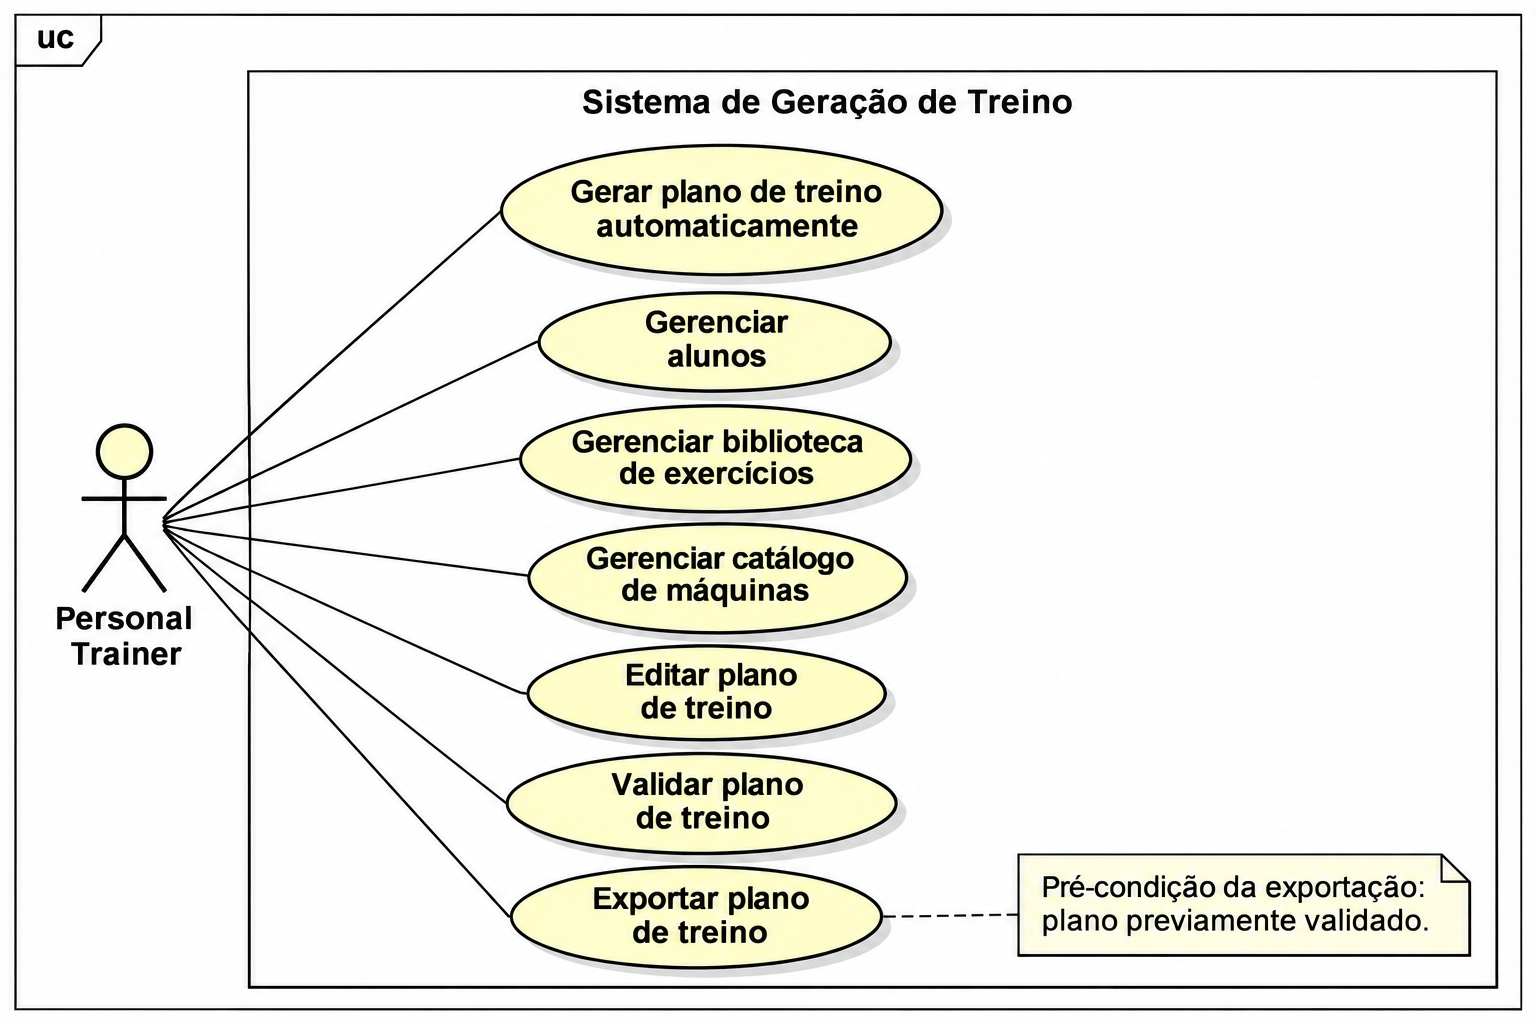 uc
Sistema de Geração de Treino
Gerar plano de treino
automaticamente
Gerenciar
alunos
Gerenciar biblioteca
de exercícios
Gerenciar catálogo
de máquinas
Personal
Trainer
Editar plano
de treino
Validar plano
de treino
Exportar plano
de treino
Pré-condição da exportação:
plano previamente validado.